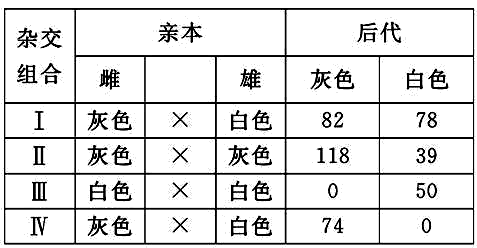 杂交组合 亲本 后代
雌 雄 灰色 白色
Ⅰ 灰色 × 白色 82 78
Ⅱ 灰色 × 灰色 118 39
Ⅲ 白色 × 白色 0 50
Ⅳ 灰色 × 白色 74 0